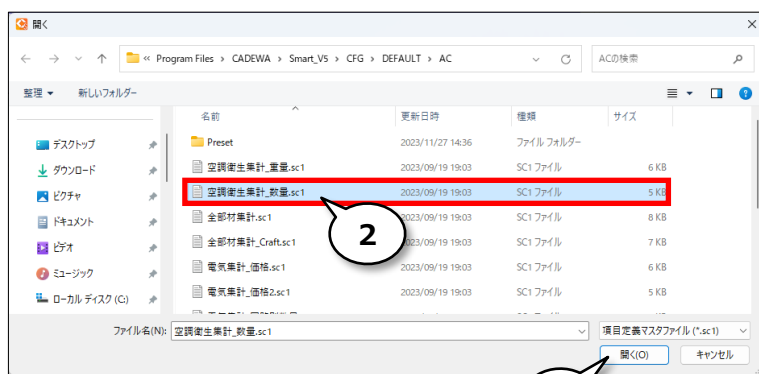 開く
« Program Files > CADEWA > Smart_V5 > CFG > DEFAULT > AC
ACの検索
整理 新しいフォルダー
名前 更新日時 種類 サイズ
デスクトップ
ダウンロード
ピクチャ
ドキュメント
ビデオ
ミュージック
ローカル ディスク (C:)
Preset 2023/11/27 14:36 ファイル フォルダー
空調衛生集計_重量.sc1 2023/09/19 19:03 SC1 ファイル 6 KB
空調衛生集計_数量.sc1 2023/09/19 19:03 SC1 ファイル 5 KB
全部材集計.sc1 2023/09/19 19:03 SC1 ファイル 8 KB
全部材集計_Craft.sc1 2023/09/19 19:03 SC1 ファイル 7 KB
電気集計_価格.sc1 2023/09/19 19:03 SC1 ファイル 6 KB
電気集計_価格2.sc1 2023/09/19 19:03 SC1 ファイル 5 KB
2
ファイル名(N): 空調衛生集計_数量.sc1 項目定義マスタファイル (*.sc1)
開く(O) キャンセル